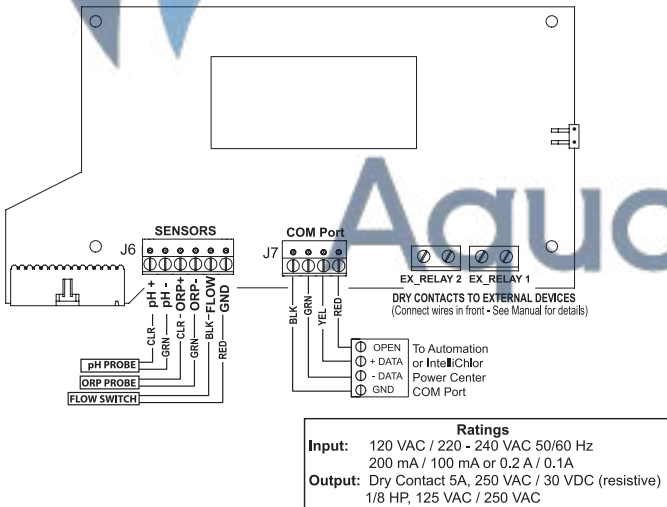 Aqua
SENSORS
COM Port
J6
J7
pH +
pH -
ORP+
ORP-
FLOW
GND
CLR
GRN
CLR
GRN
BLK
RED
BLK
GRN
YEL
RED
EX_RELAY 2 EX_RELAY 1
DRY CONTACTS TO EXTERNAL DEVICES
(Connect wires in front - See Manual for details)
pH PROBE
ORP PROBE
FLOW SWITCH
OPEN
+ DATA
- DATA
GND
To Automation
or IntelliChlor
Power Center
COM Port
Ratings
Input: 120 VAC / 220 - 240 VAC 50/60 Hz
200 mA / 100 mA or 0.2 A / 0.1A
Output: Dry Contact 5A, 250 VAC / 30 VDC (resistive)
1/8 HP, 125 VAC / 250 VAC